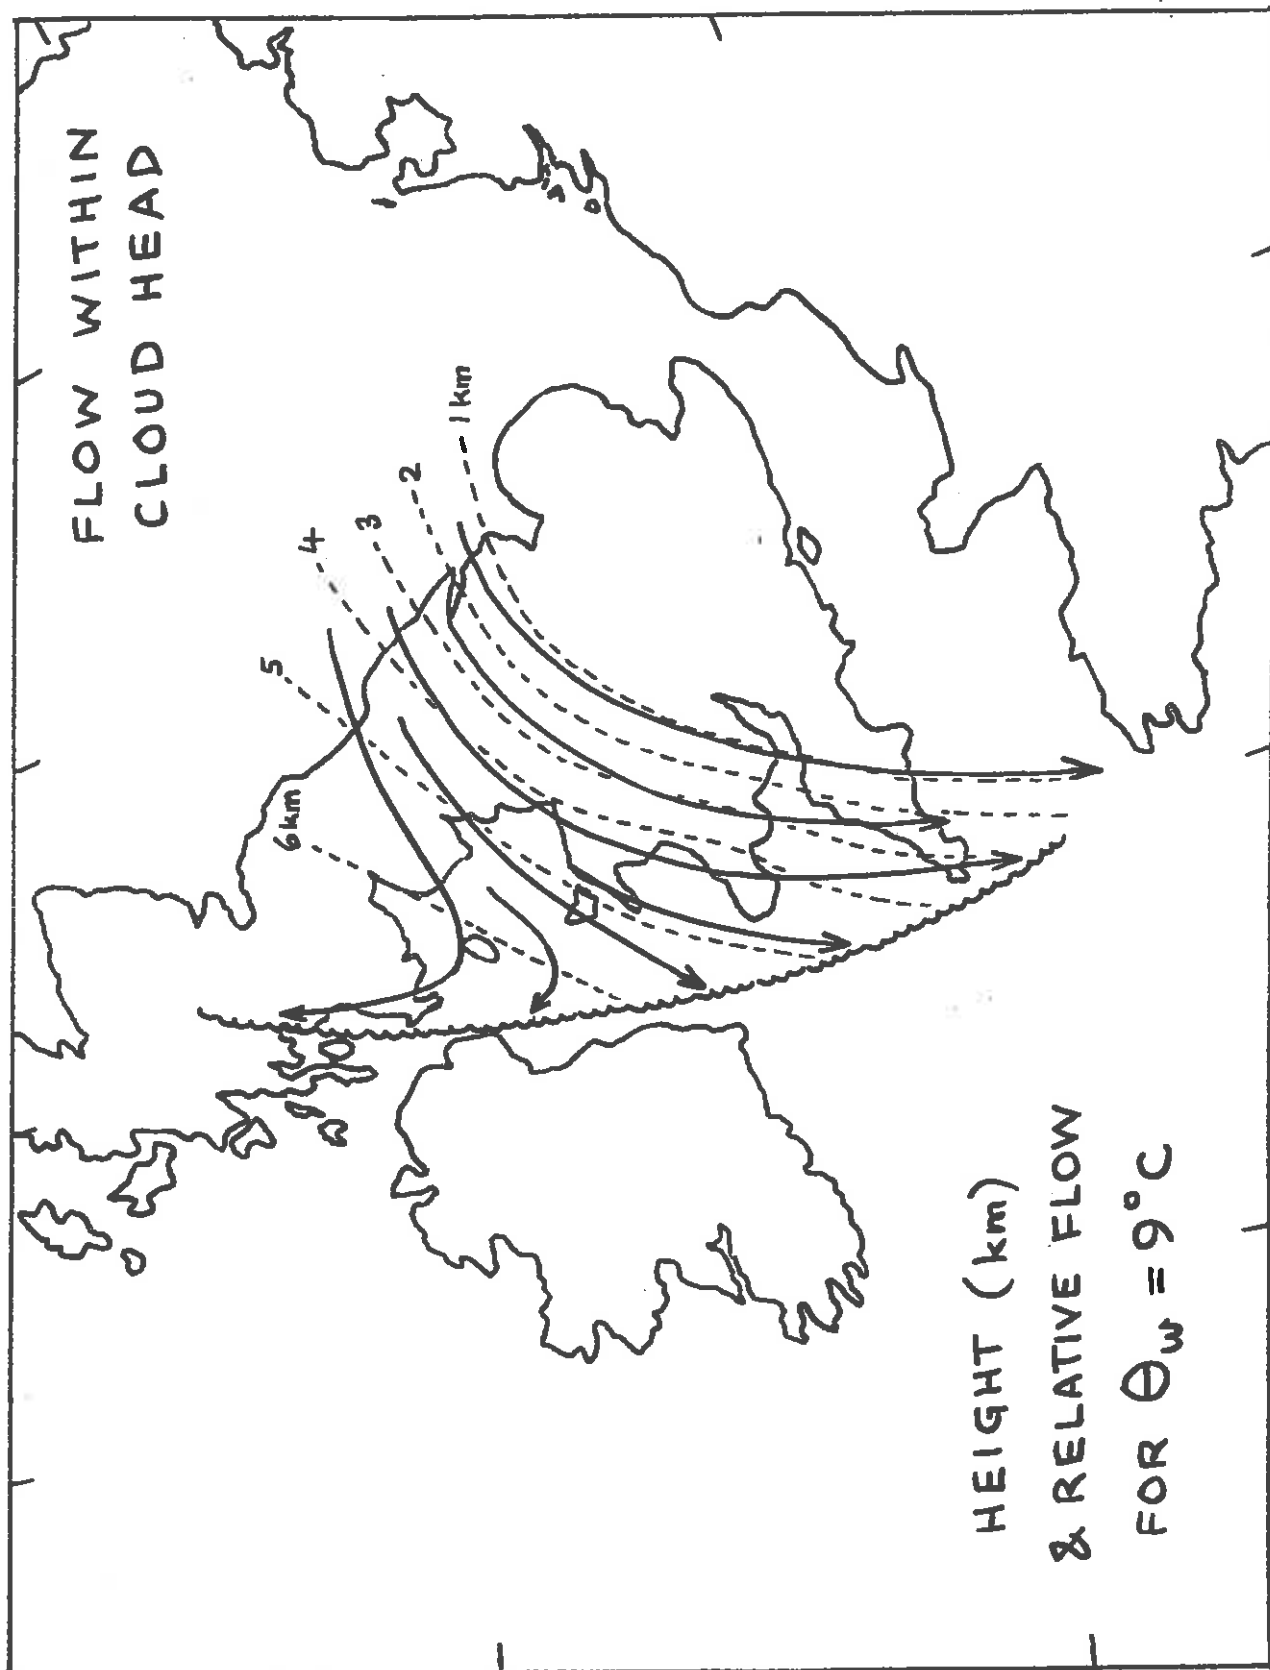 FLOW WITHIN
CLOUD HEAD
6km
5
4
3
2
1km
HEIGHT (km)
& RELATIVE FLOW
FOR θw = 9°C